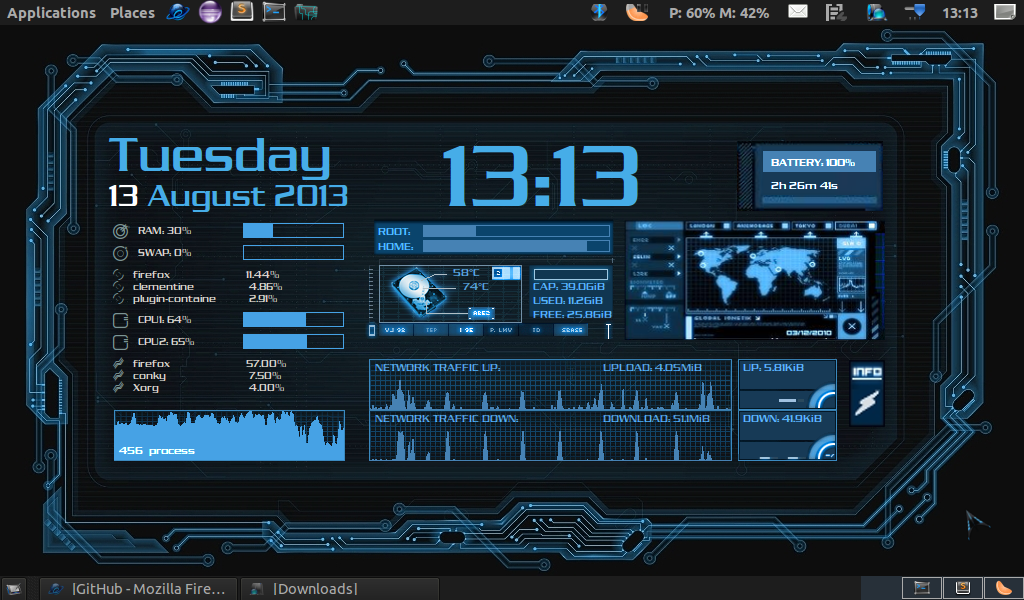 Applications Places P: 60% M: 42% 13:13
Tuesday
13 August 2013
13:13
BATTERY: 100%
2h 26m 41s
RAM: 30%
SWAP: 0%
firefox 11.44%
clementine 4.86%
plugin-containe 2.91%
CPU1: 64%
CPU2: 65%
firefox 57.00%
conky 7.50%
Xorg 4.00%
456 process
ROOT:
HOME:
58°C
74°C
CAP: 39.0GiB
USED: 11.2GiB
FREE: 25.8GiB
LONDON ANCHORAGE TOKYO DUBAI
03/12/2010
NETWORK TRAFFIC UP: UPLOAD: 4.05MiB
NETWORK TRAFFIC DOWN: DOWNLOAD: 51.1MiB
UP: 5.81KiB
DOWN: 41.9KiB
INFO
|GitHub - Mozilla Fire... |Downloads|